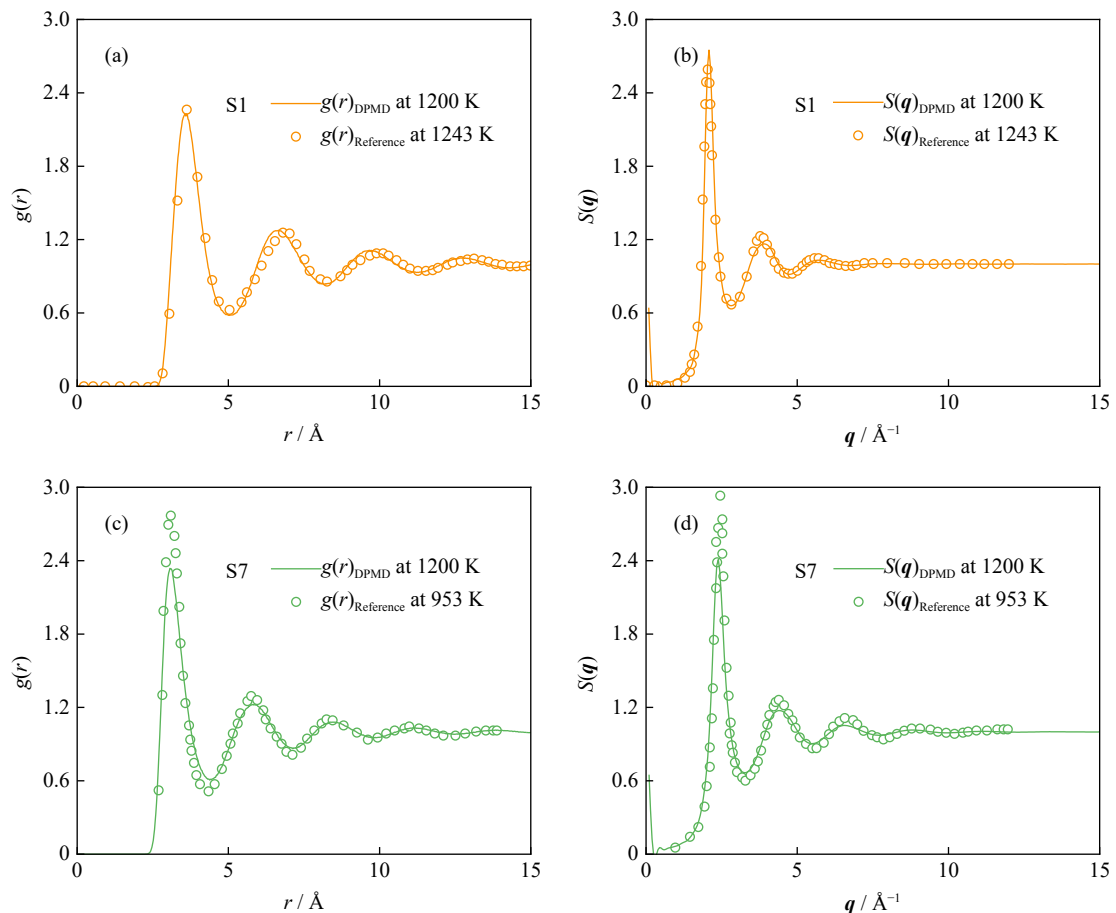 3.0
(a)
2.4
S1
g(r)DPMD at 1200 K
g(r)Reference at 1243 K
1.8
g(r)
1.2
0.6
0
0 5 10 15
r / Å
3.0
(b)
2.4
S1
S(q)DPMD at 1200 K
S(q)Reference at 1243 K
1.8
S(q)
1.2
0.6
0
0 5 10 15
q / Å⁻¹
3.0
(c)
2.4
S7
g(r)DPMD at 1200 K
g(r)Reference at 953 K
1.8
g(r)
1.2
0.6
0
0 5 10 15
r / Å
3.0
(d)
2.4
S7
S(q)DPMD at 1200 K
S(q)Reference at 953 K
1.8
S(q)
1.2
0.6
0
0 5 10 15
q / Å⁻¹